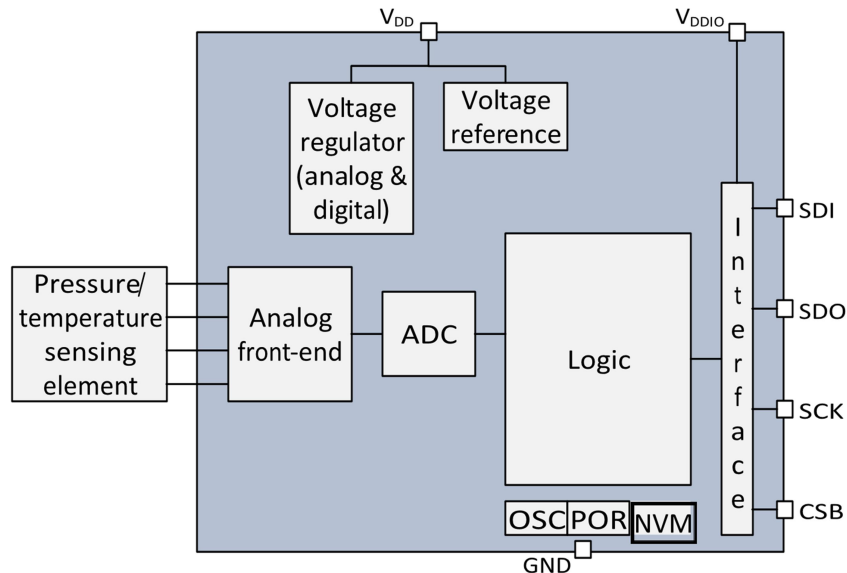 VDD
VDDIO
Voltage
regulator
(analog &
digital)
Voltage
reference
Pressure/
temperature
sensing
element
Analog
front-end
ADC
Logic
Interface
SDI
SDO
SCK
CSB
OSC
POR
NVM
GND